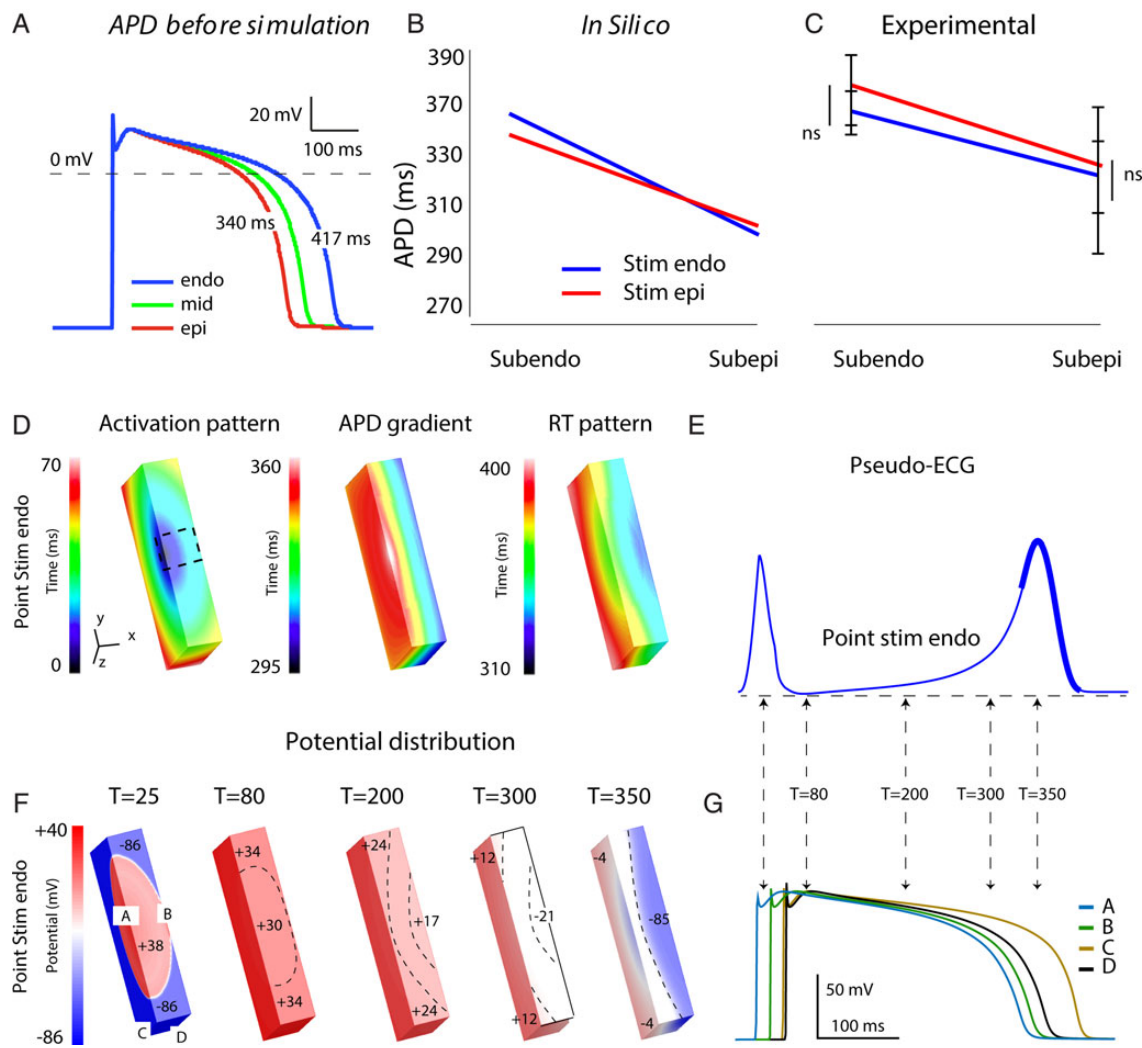 A
APD before simulation
20 mV
100 ms
0 mV
340 ms
417 ms
endo
mid
epi
B
In Silico
390
370
330
310
290
270
APD (ms)
Stim endo
Stim epi
Subendo
Subepi
C
Experimental
ns
ns
Subendo
Subepi
D
Activation pattern
APD gradient
RT pattern
Point Stim endo
70
Time (ms)
0
y
x
z
360
Time (ms)
295
400
Time (ms)
310
E
Pseudo-ECG
Point stim endo
Potential distribution
F
T=25
T=80
T=200
T=300
T=350
Point Stim endo
+40
Potential (mV)
-86
-86
A
B
+38
-86
C
D
+34
+30
+34
+24
+17
+24
+12
-21
+12
-4
-85
-4
G
T=80
T=200
T=300
T=350
A
B
C
D
50 mV
100 ms